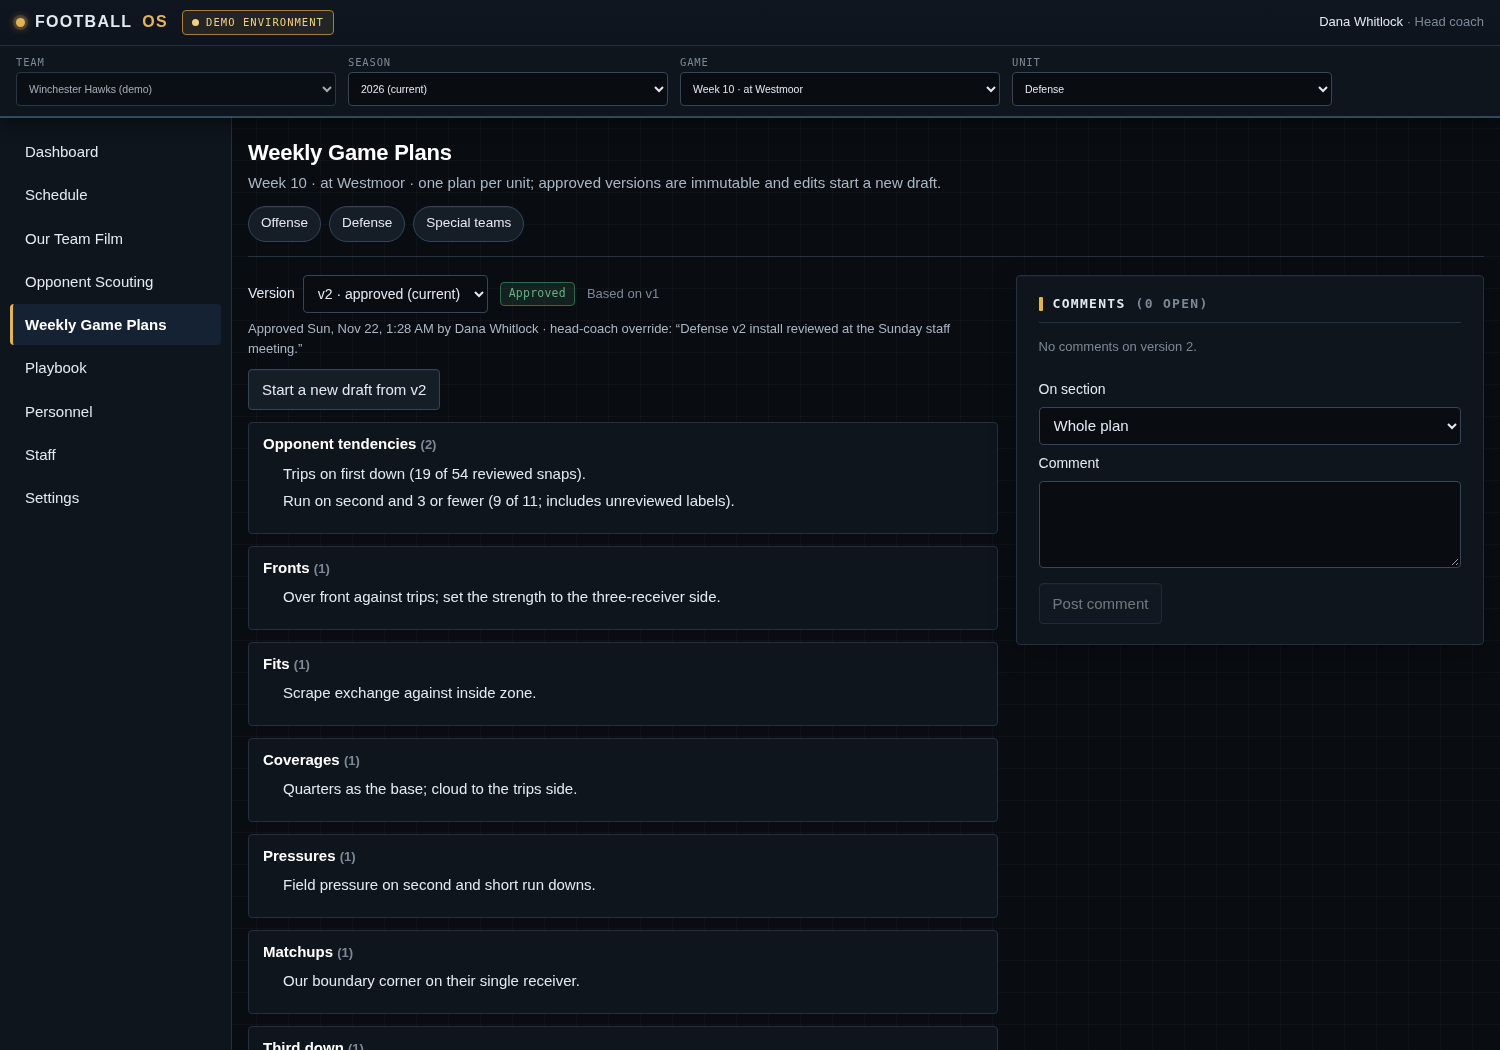 FOOTBALL OS
DEMO ENVIRONMENT
Dana Whitlock · Head coach
TEAM
Winchester Hawks (demo)
SEASON
2026 (current)
GAME
Week 10 · at Westmoor
UNIT
Defense
Dashboard
Schedule
Our Team Film
Opponent Scouting
Weekly Game Plans
Playbook
Personnel
Staff
Settings
Weekly Game Plans
Week 10 · at Westmoor · one plan per unit; approved versions are immutable and edits start a new draft.
Offense
Defense
Special teams
Version
v2 · approved (current)
Approved
Based on v1
Approved Sun, Nov 22, 1:28 AM by Dana Whitlock · head-coach override: “Defense v2 install reviewed at the Sunday staff
meeting.”
Start a new draft from v2
Opponent tendencies (2)
Trips on first down (19 of 54 reviewed snaps).
Run on second and 3 or fewer (9 of 11; includes unreviewed labels).
Fronts (1)
Over front against trips; set the strength to the three-receiver side.
Fits (1)
Scrape exchange against inside zone.
Coverages (1)
Quarters as the base; cloud to the trips side.
Pressures (1)
Field pressure on second and short run downs.
Matchups (1)
Our boundary corner on their single receiver.
Third down (1)
COMMENTS (0 OPEN)
No comments on version 2.
On section
Whole plan
Comment
Post comment